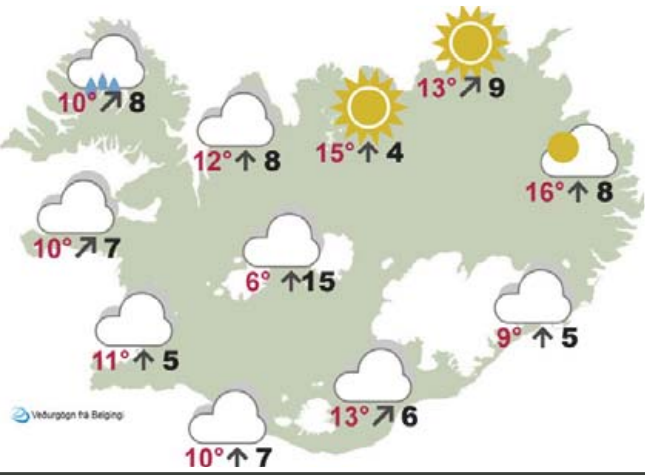 13° ↗ 9
10° ↗ 8
12° ↑ 8
15° ↑ 4
16° ↑ 8
10° ↗ 7
6° ↑ 15
9° ↑ 5
11° ↑ 5
13° ↗ 6
Veðurgögn frá Belgingi
10° ↑ 7